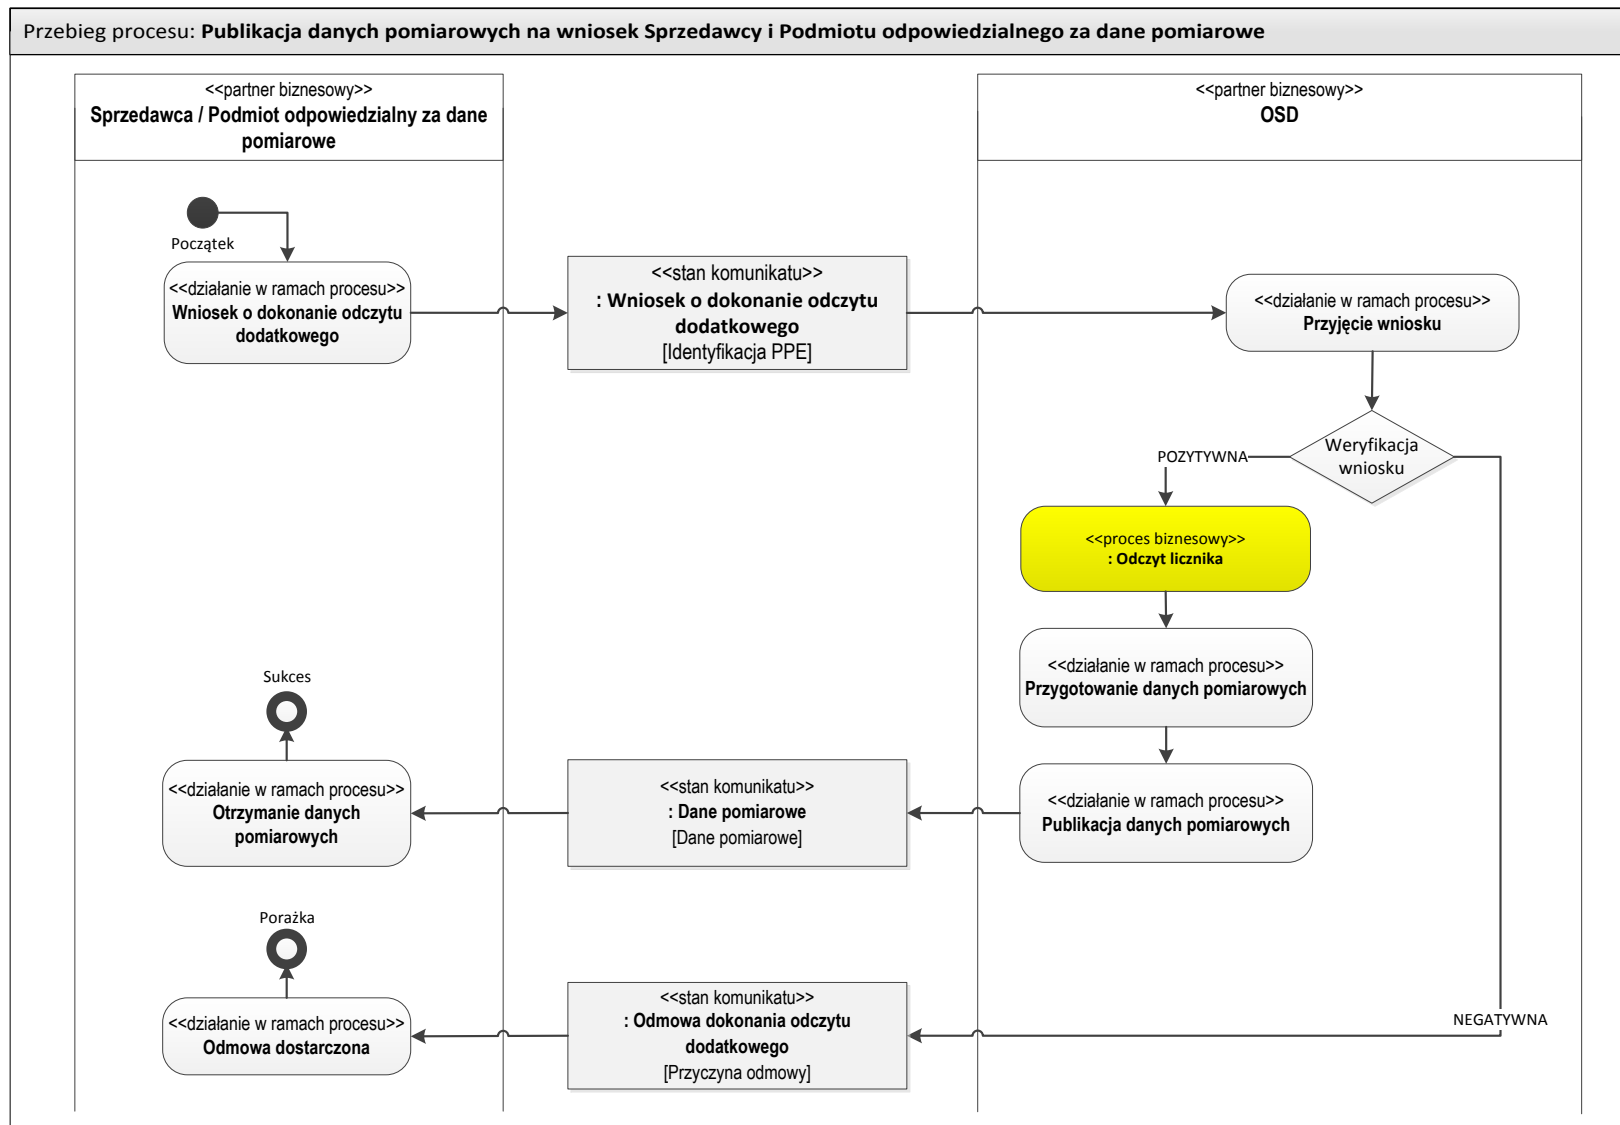 Przebieg procesu: Publikacja danych pomiarowych na wniosek Sprzedawcy i Podmiotu odpowiedzialnego za dane pomiarowe
<<partner biznesowy>>
Sprzedawca / Podmiot odpowiedzialny za dane
pomiarowe
<<partner biznesowy>>
OSD
Początek
<<działanie w ramach procesu>>
Wniosek o dokonanie odczytu
dodatkowego
<<stan komunikatu>>
: Wniosek o dokonanie odczytu
dodatkowego
[Identyfikacja PPE]
<<działanie w ramach procesu>>
Przyjęcie wniosku
Weryfikacja
wniosku
POZYTYWNA
<<proces biznesowy>>
: Odczyt licznika
<<działanie w ramach procesu>>
Przygotowanie danych pomiarowych
Sukces
<<działanie w ramach procesu>>
Otrzymanie danych
pomiarowych
<<stan komunikatu>>
: Dane pomiarowe
[Dane pomiarowe]
<<działanie w ramach procesu>>
Publikacja danych pomiarowych
Porażka
<<działanie w ramach procesu>>
Odmowa dostarczona
<<stan komunikatu>>
: Odmowa dokonania odczytu
dodatkowego
[Przyczyna odmowy]
NEGATYWNA